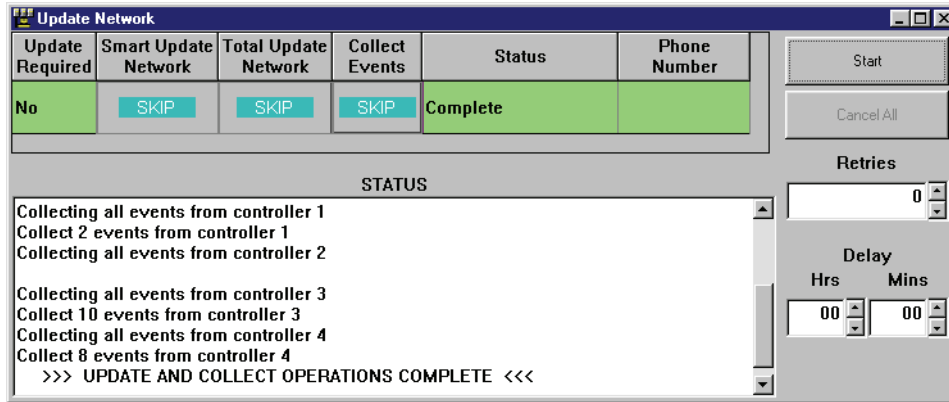 Update Network
Update Required
Smart Update Network
Total Update Network
Collect Events
Status
Phone Number
No
SKIP
SKIP
SKIP
Complete
Start
Cancel All
Retries
0
Delay
Hrs
Mins
00
00
STATUS
Collecting all events from controller 1
Collect 2 events from controller 1
Collecting all events from controller 2
Collecting all events from controller 3
Collect 10 events from controller 3
Collecting all events from controller 4
Collect 8 events from controller 4
>>> UPDATE AND COLLECT OPERATIONS COMPLETE <<<